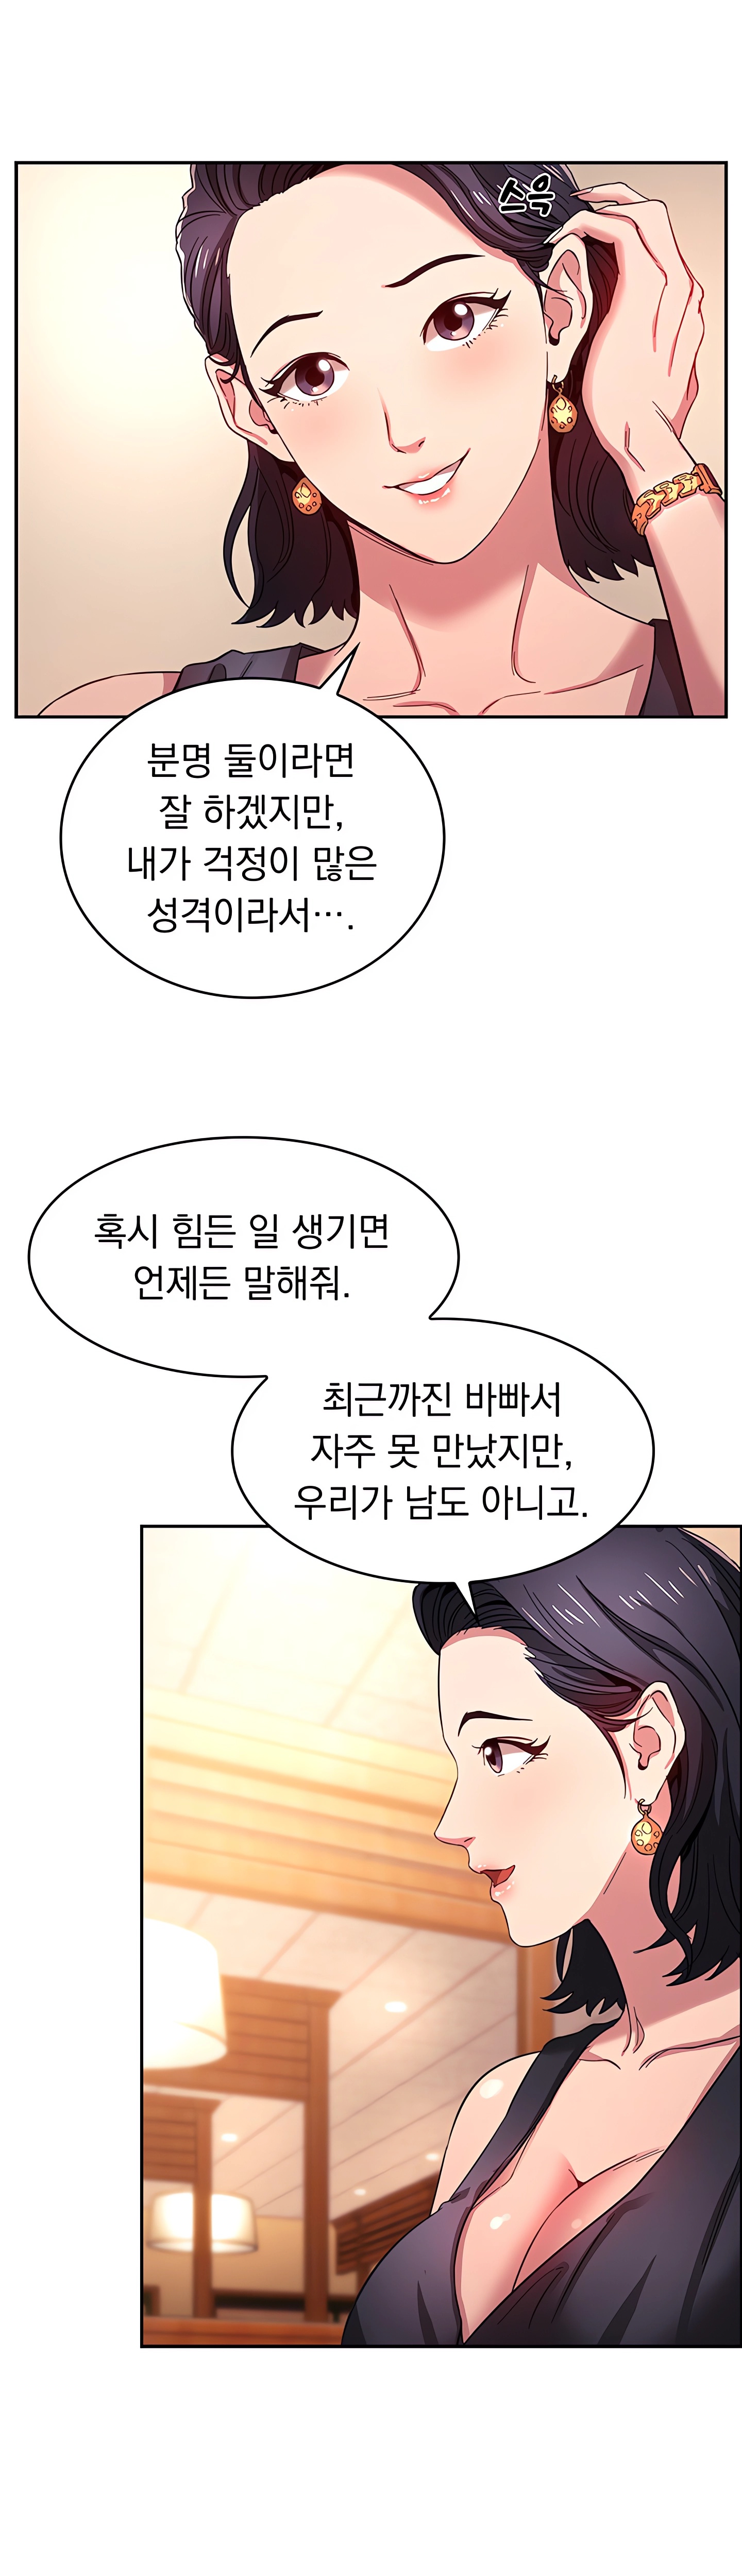 스윽
분명 둘이라면
잘 하겠지만,
내가 걱정이 많은
성격이라서….
혹시 힘든 일 생기면
언제든 말해줘.
최근까진 바빠서
자주 못 만났지만,
우리가 남도 아니고.